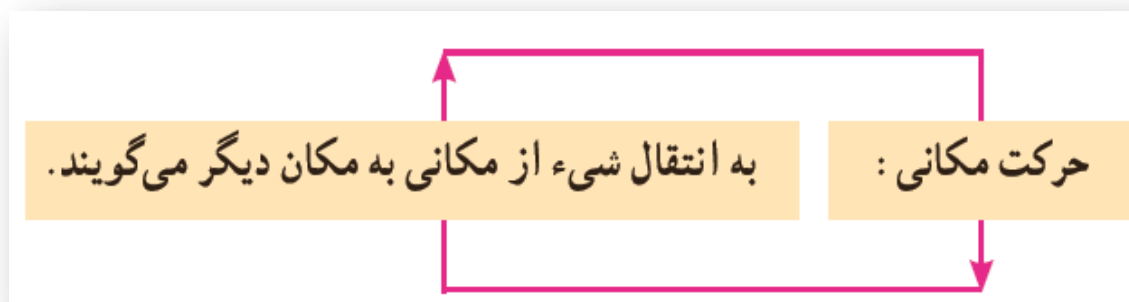 حرکت مکانی : به انتقال شیء از مکانی به مکان دیگر می‌گویند.